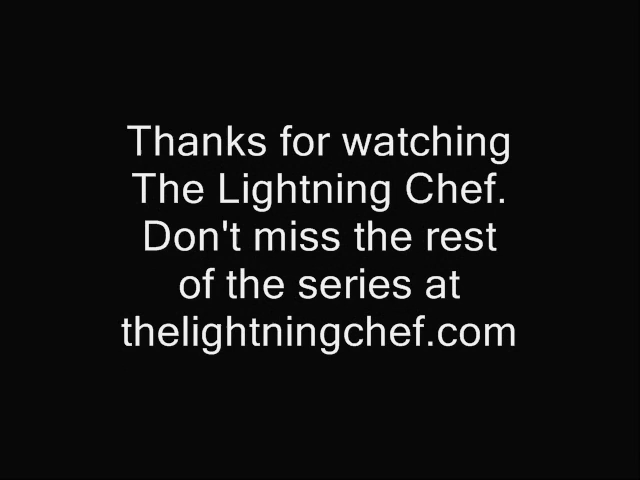 Thanks for watching
The Lightning Chef.
Don't miss the rest
of the series at
thelightningchef.com